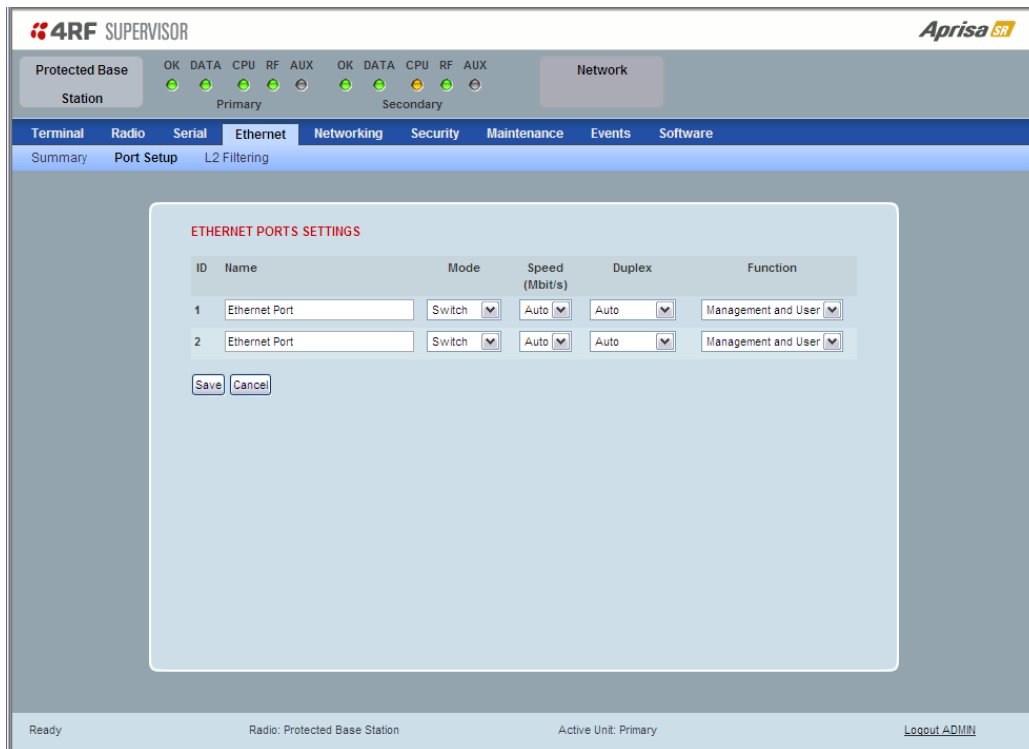 4RF SUPERVISOR
Aprisa SR
Protected Base Station
OK DATA CPU RF AUX
Primary
OK DATA CPU RF AUX
Secondary
Network
Terminal Radio Serial Ethernet Networking Security Maintenance Events Software
Summary Port Setup L2 Filtering
ETHERNET PORTS SETTINGS
ID Name Mode Speed (Mbit/s) Duplex Function
1 Ethernet Port Switch Auto Auto Management and User
2 Ethernet Port Switch Auto Auto Management and User
Save Cancel
Ready Radio: Protected Base Station Active Unit: Primary Logout ADMIN